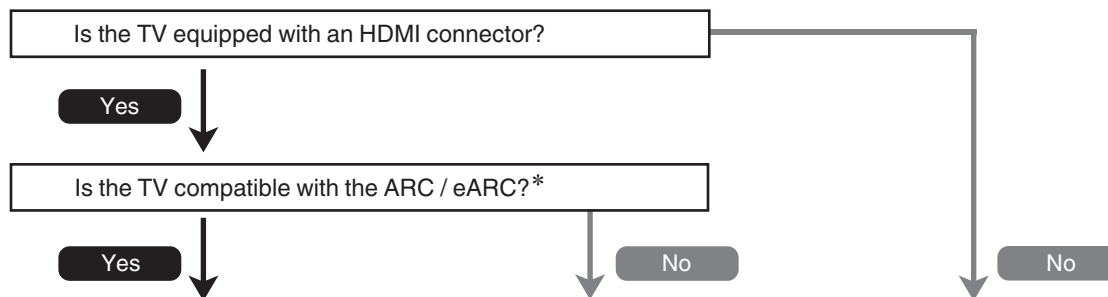 Is the TV equipped with an HDMI connector?
Yes
Is the TV compatible with the ARC / eARC?*
Yes
No
No